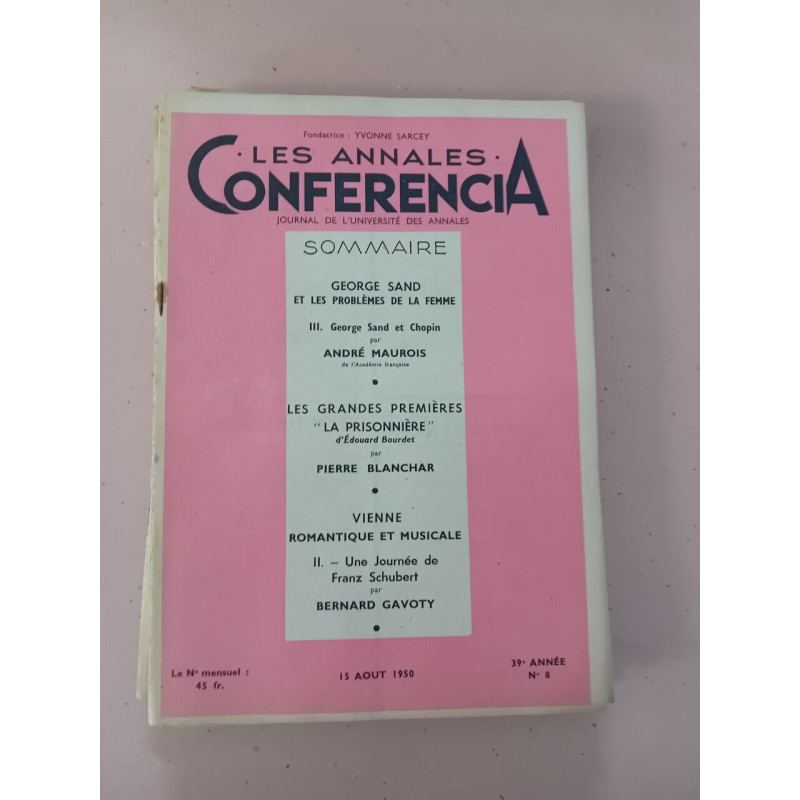 Fondatrice : YVONNE SARCEY
· LES ANNALES ·
CONFERENCIA
JOURNAL DE L'UNIVERSITÉ DES ANNALES
SOMMAIRE
GEORGE SAND
ET LES PROBLÈMES DE LA FEMME
III. George Sand et Chopin
par
ANDRÉ MAUROIS
de l'Académie française
•
LES GRANDES PREMIÈRES
"LA PRISONNIÈRE"
d'Édouard Bourdet
par
PIERRE BLANCHAR
•
VIENNE
ROMANTIQUE ET MUSICALE
II. – Une Journée de
Franz Schubert
par
BERNARD GAVOTY
•
Le N° mensuel :
45 fr.
15 AOUT 1950
39e ANNÉE
N° 8